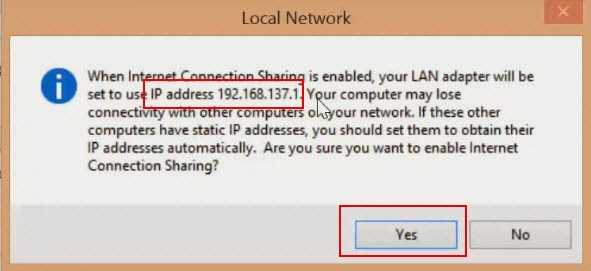 Local Network
When Internet Connection Sharing is enabled, your LAN adapter will be
set to use IP address 192.168.137.1. Your computer may lose
connectivity with other computers on your network. If these other
computers have static IP addresses, you should set them to obtain their
IP addresses automatically. Are you sure you want to enable Internet
Connection Sharing?
Yes
No